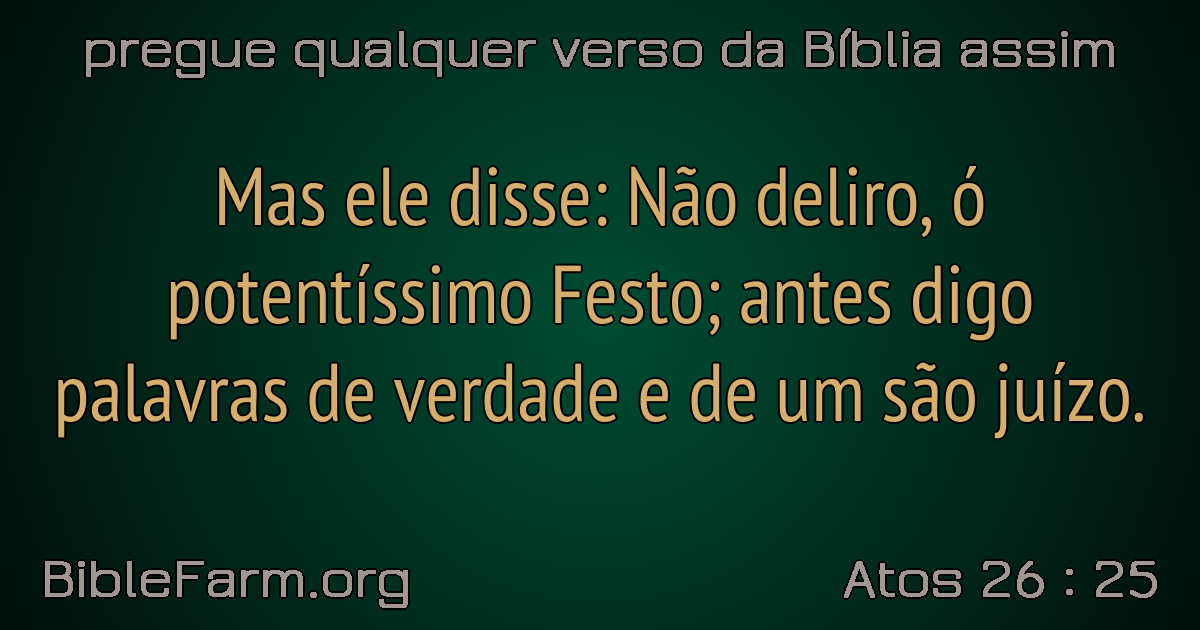 pregue qualquer verso da Bíblia assim
Mas ele disse: Não deliro, ó
potentíssimo Festo; antes digo
palavras de verdade e de um são juízo.
BibleFarm.org
Atos 26 : 25